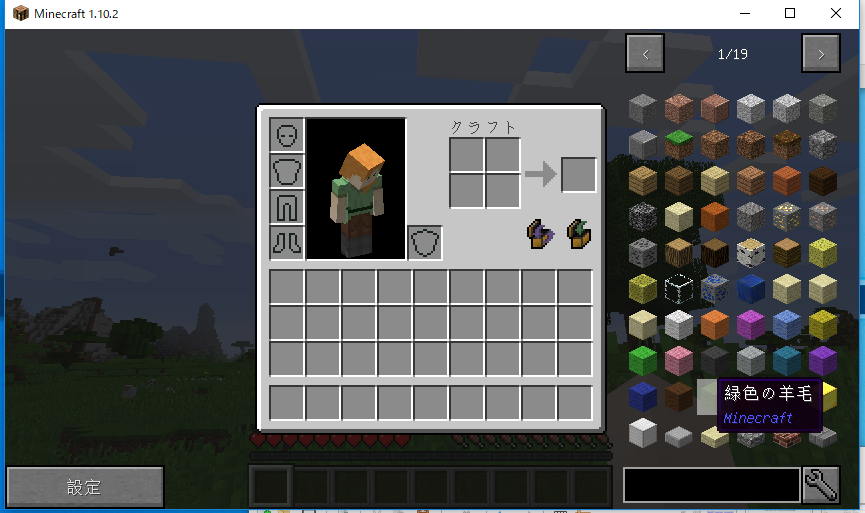 Minecraft 1.10.2
<
1/19
>
クラフト
緑色の羊毛
Minecraft
設定